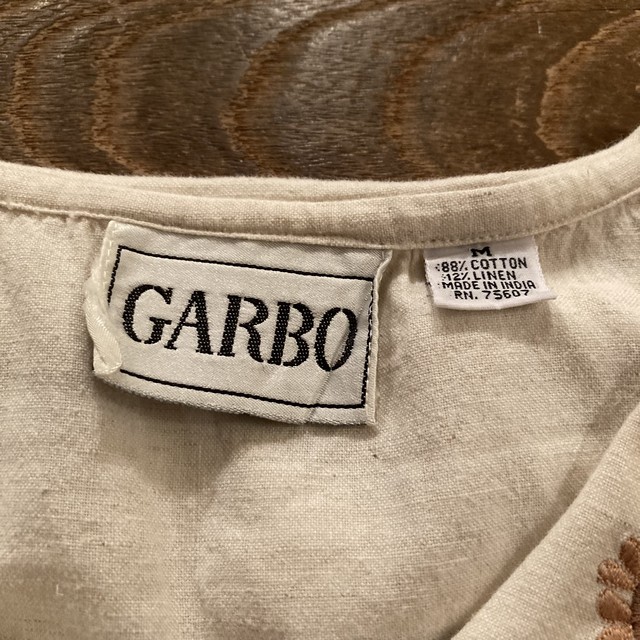 GARBO
M
88% COTTON
12% LINEN
MADE IN INDIA
RN. 75607